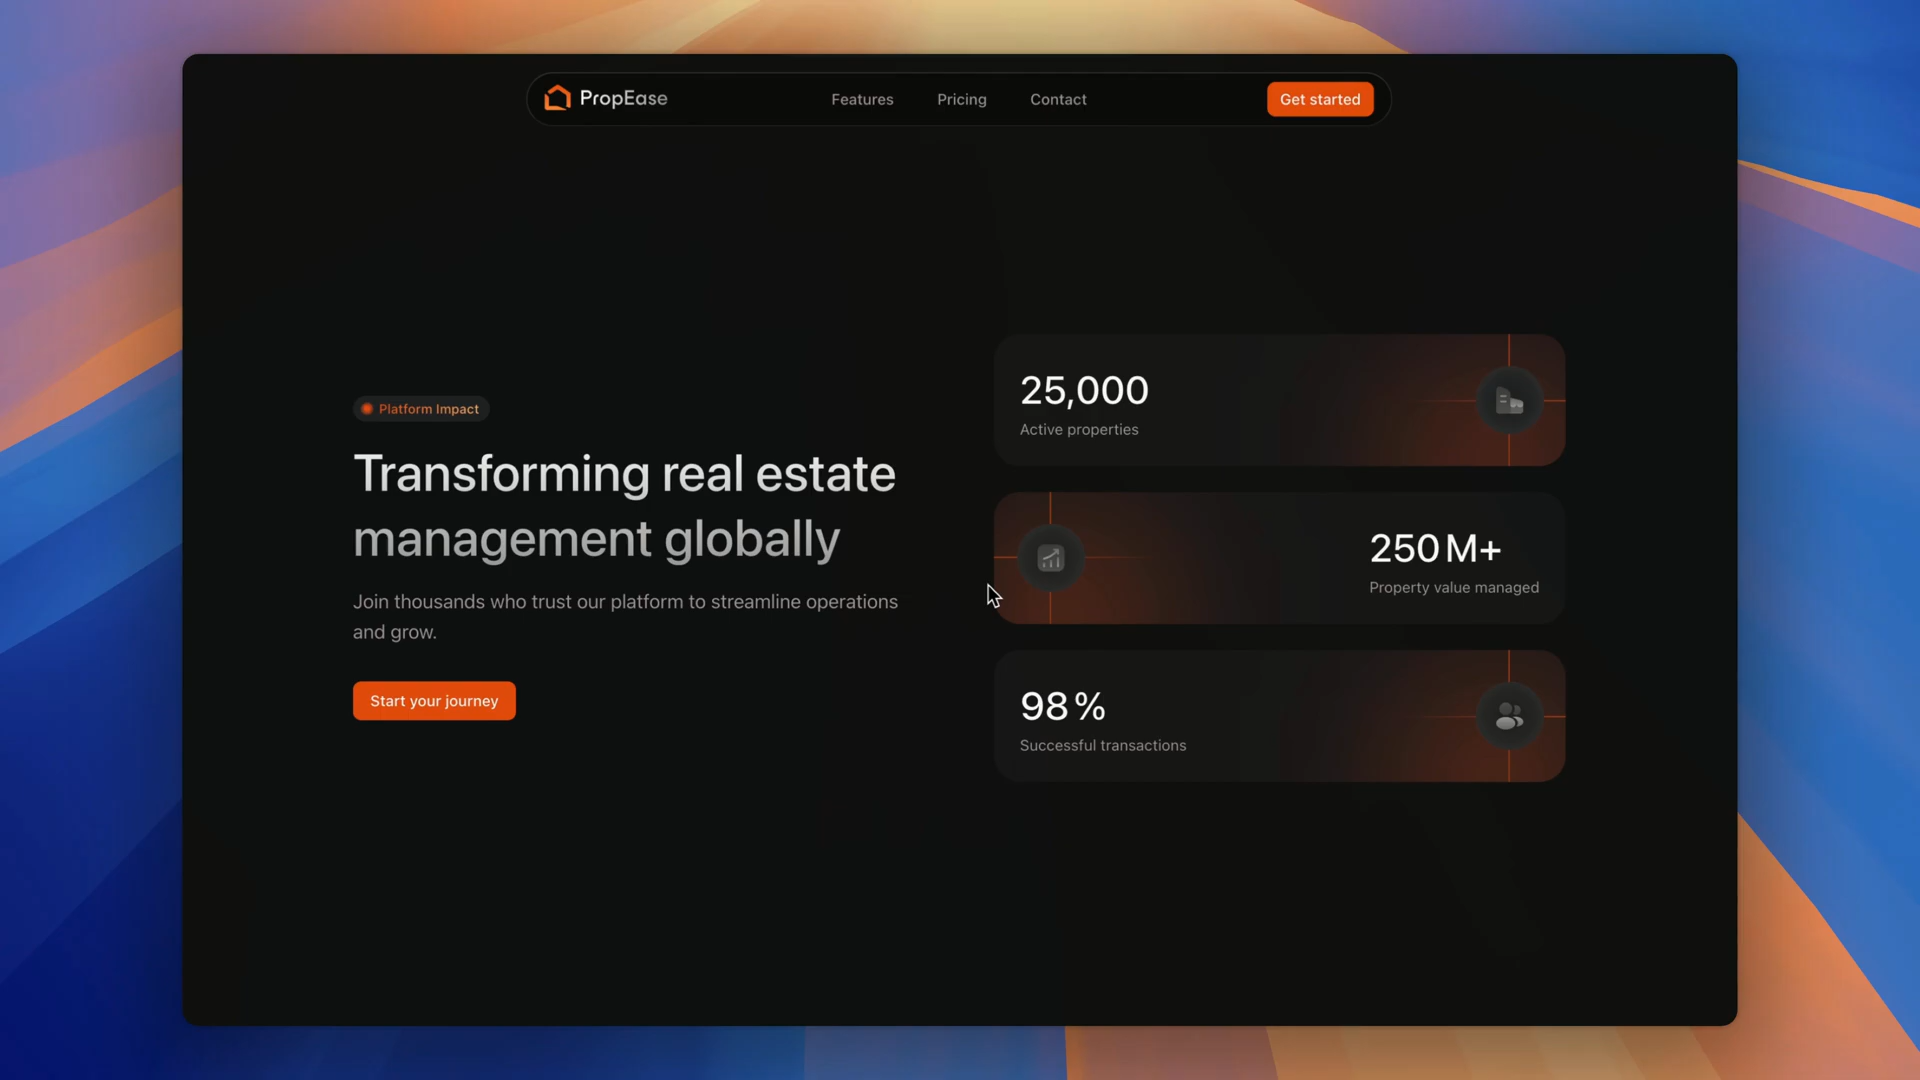 PropEase
Features
Pricing
Contact
Get started
Platform Impact
Transforming real estate
management globally
Join thousands who trust our platform to streamline operations
and grow.
Start your journey
25,000
Active properties
250M+
Property value managed
98%
Successful transactions